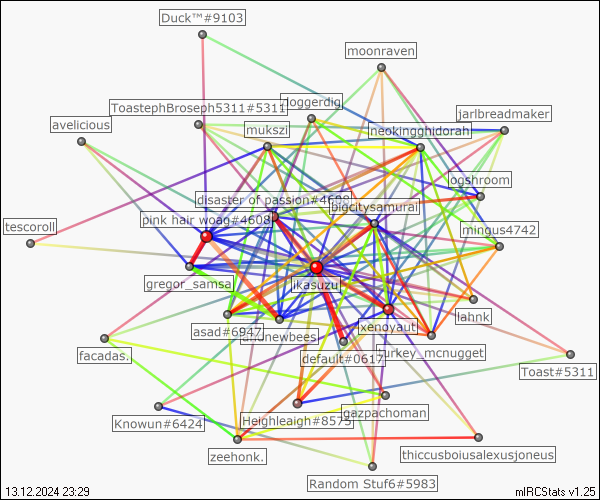 Duck™#9103
moonraven
loggerdig
ToastephBroseph5311#5311
jarlbreadmaker
avelicious
mukszi
neokingghidorah
ogshroom
disaster of passion#4608
bigcitysamurai
pink hair woag#4608
tescoroll
mingus4742
gregor_samsa
ikasuzu
lahnk
xenoyaut
asad#6947
default#0617
turkey_mcnugget
facadas.
Toast#5311
gazpachoman
Heighleaigh#8575
Knowun#6424
zeehonk.
thiccusboiusalexusjoneus
Random Stuf6#5983
13.12.2024 23:29
mIRCStats v1.25